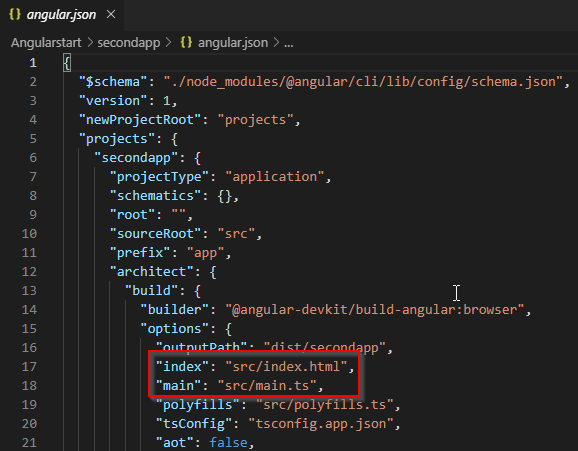 {} angular.json ×
Angularstart > secondapp > {} angular.json > ...
1 {
2 "$schema": "./node_modules/@angular/cli/lib/config/schema.json",
3 "version": 1,
4 "newProjectRoot": "projects",
5 "projects": {
6 "secondapp": {
7 "projectType": "application",
8 "schematics": {},
9 "root": "",
10 "sourceRoot": "src",
11 "prefix": "app",
12 "architect": {
13 "build": {
14 "builder": "@angular-devkit/build-angular:browser",
15 "options": {
16 "outputPath": "dist/secondapp",
17 "index": "src/index.html",
18 "main": "src/main.ts",
19 "polyfills": "src/polyfills.ts",
20 "tsConfig": "tsconfig.app.json",
21 "aot": false,